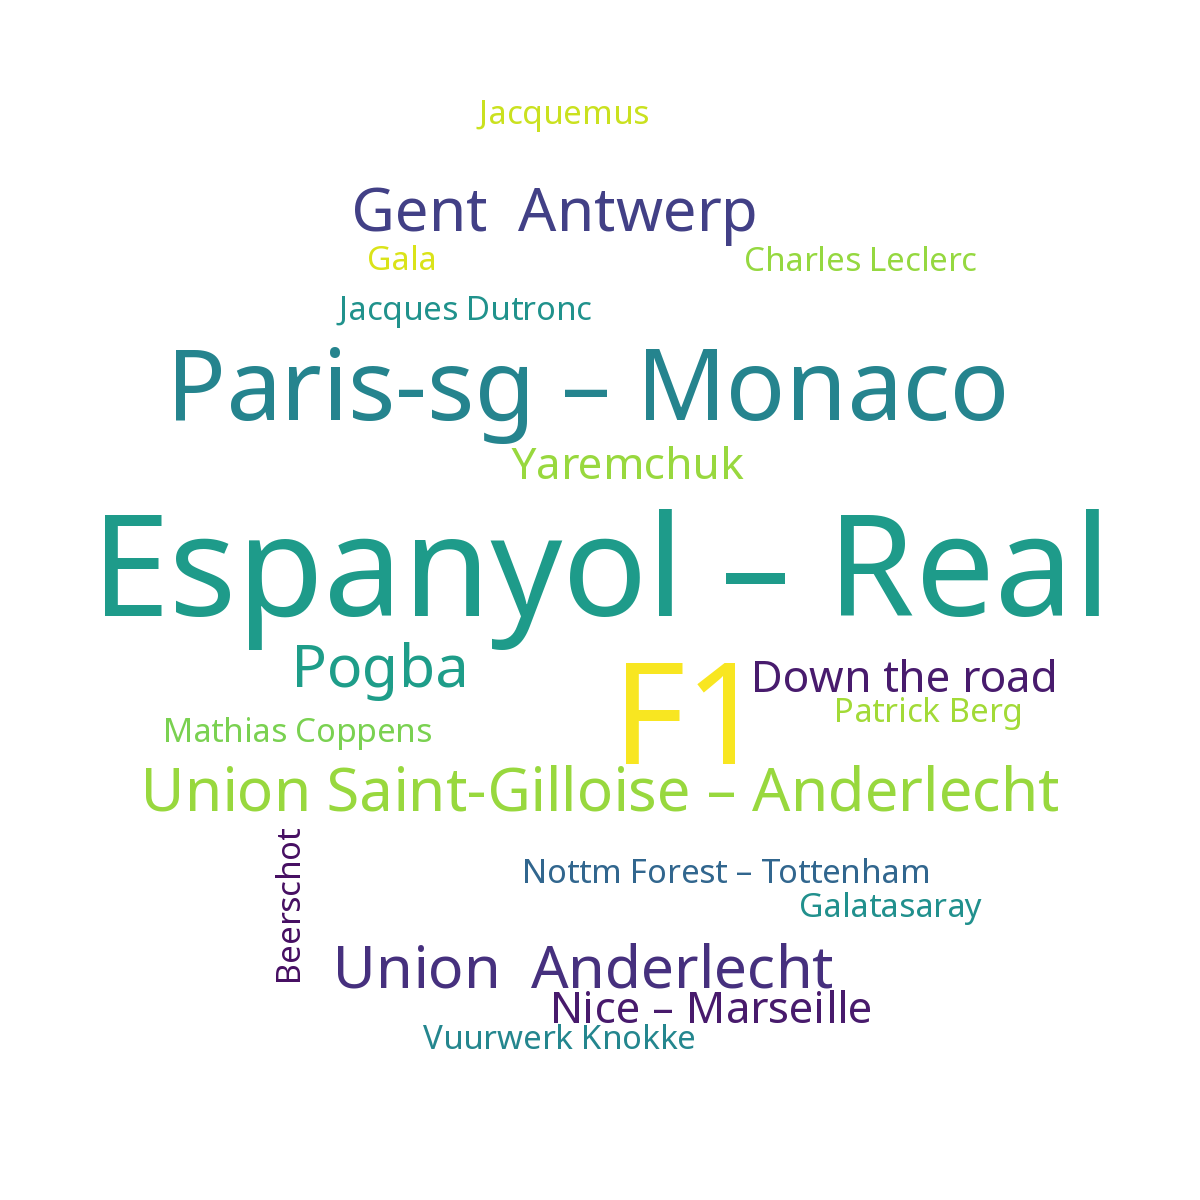 Jacquemus
Gent  Antwerp
Gala
Charles Leclerc
Jacques Dutronc
Paris-sg – Monaco
Yaremchuk
Espanyol – Real
Pogba
F1
Down the road
Patrick Berg
Mathias Coppens
Union Saint-Gilloise – Anderlecht
Beerschot
Nottm Forest – Tottenham
Galatasaray
Union  Anderlecht
Nice – Marseille
Vuurwerk Knokke